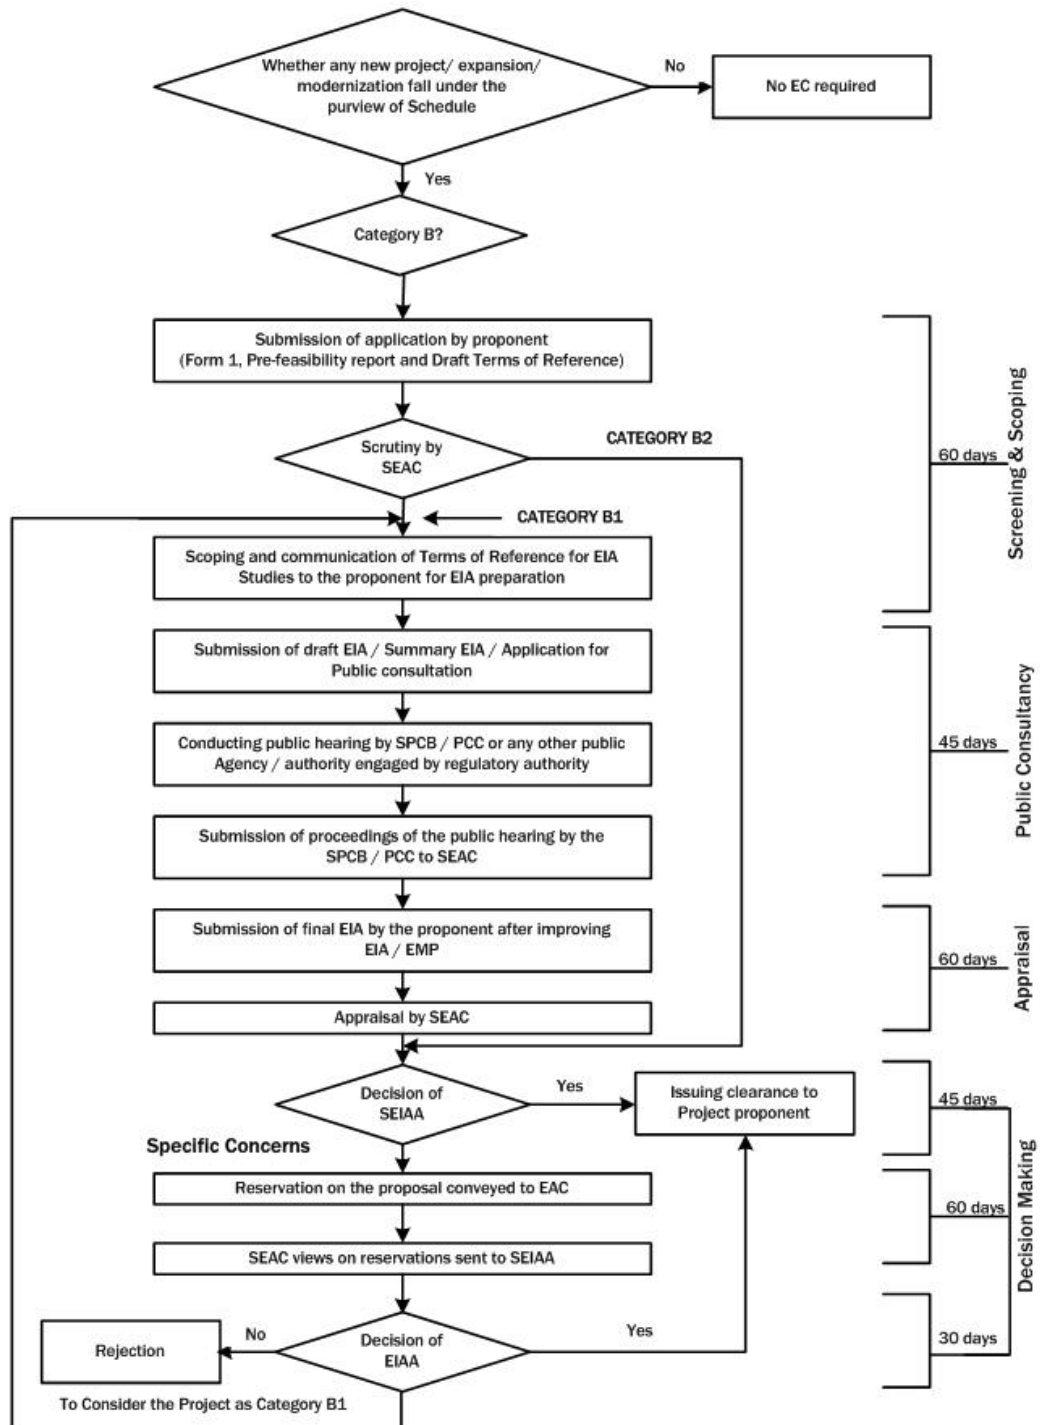 Whether any new project/ expansion/
modernization fall under the
purview of Schedule
No
No EC required
Yes
Category B?
Submission of application by proponent
(Form 1, Pre-feasibility report and Draft Terms of Reference)
Scrutiny by
SEAC
CATEGORY B2
60 days
Screening & Scoping
CATEGORY B1
Scoping and communication of Terms of Reference for EIA
Studies to the proponent for EIA preparation
Submission of draft EIA / Summary EIA / Application for
Public consultation
Conducting public hearing by SPCB / PCC or any other public
Agency / authority engaged by regulatory authority
45 days
Public Consultancy
Submission of proceedings of the public hearing by the
SPCB / PCC to SEAC
Submission of final EIA by the proponent after improving
EIA / EMP
60 days
Appraisal
Appraisal by SEAC
Decision of
SEIAA
Yes
Issuing clearance to
Project proponent
45 days
Specific Concerns
Reservation on the proposal conveyed to EAC
60 days
Decision Making
SEAC views on reservations sent to SEIAA
Decision of
EIAA
No
Rejection
Yes
30 days
To Consider the Project as Category B1